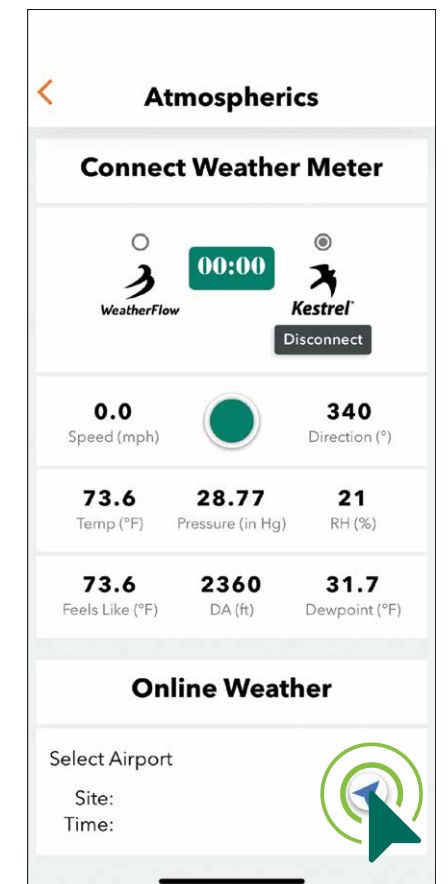 Atmospherics
Connect Weather Meter
00:00
WeatherFlow
Kestrel
Disconnect
0.0 340
Speed (mph) Direction (°)
73.6 28.77 21
Temp (°F) Pressure (in Hg) RH (%)
73.6 2360 31.7
Feels Like (°F) DA (ft) Dewpoint (°F)
Online Weather
Select Airport
Site:
Time: